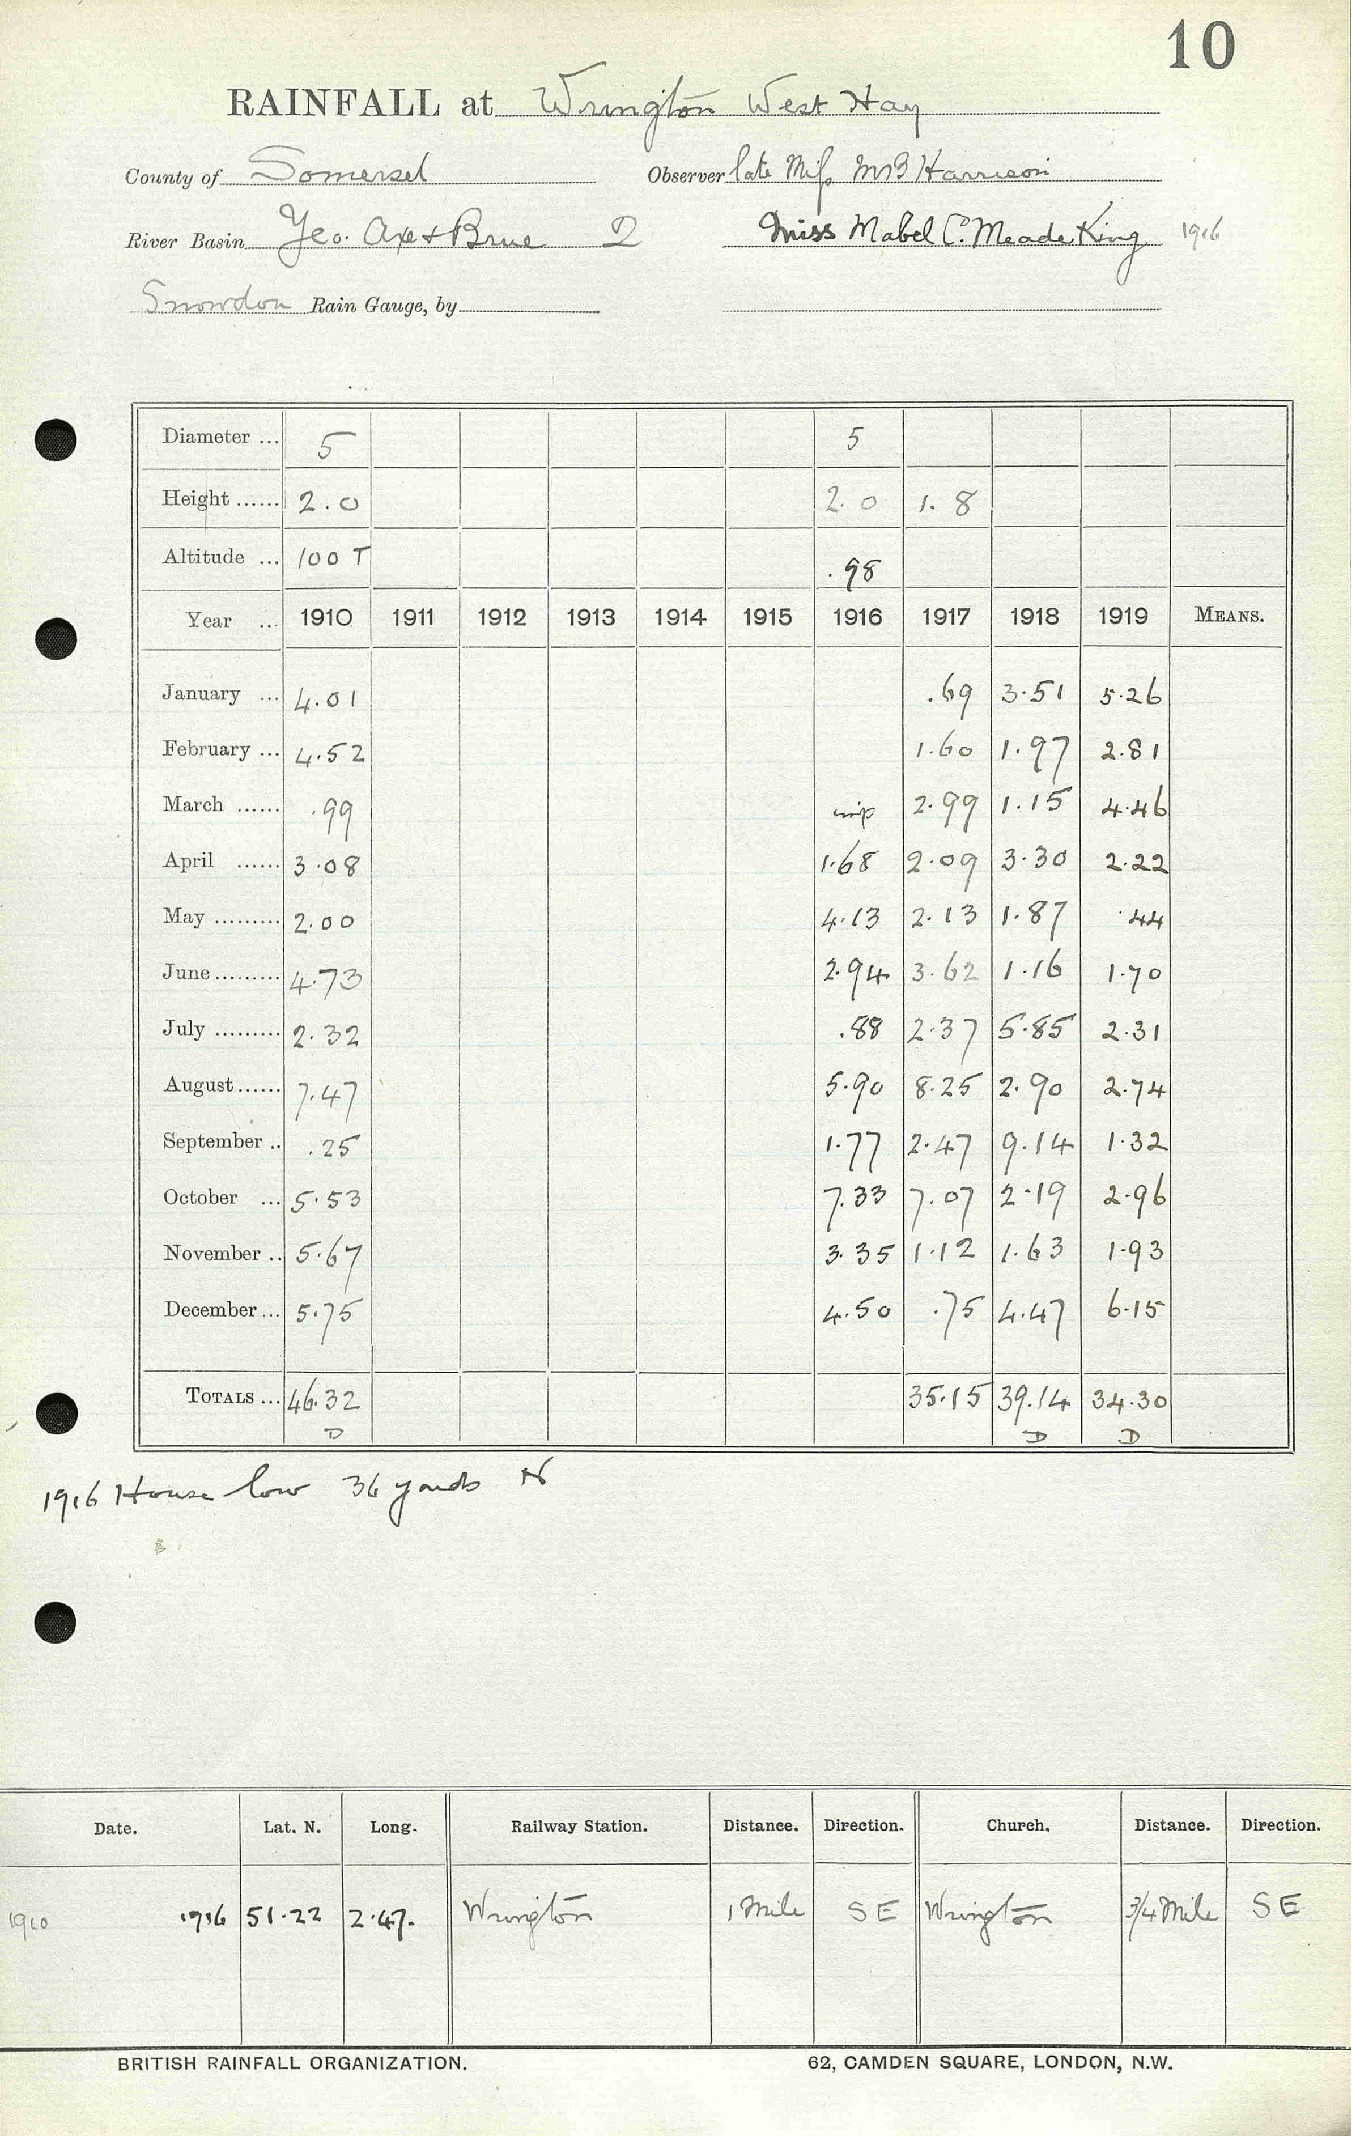 10
RAINFALL at Wrington West Hay
County of Somerset Observer late Miss M B Harrison
River Basin Yeo. Axe & Brue 2 Miss Mabel C. Meade King 1916
Snowdon Rain Gauge, by
Diameter ... 5 5
Height ...... 2.0 2.0 1.8
Altitude ... 100 T .98
Year ... 1910 1911 1912 1913 1914 1915 1916 1917 1918 1919 MEANS.
January ... 4.01 .69 3.51 5.26
February ... 4.52 1.60 1.97 2.81
March ...... .99 inp 2.99 1.15 4.46
April ...... 3.08 1.68 2.09 3.30 2.22
May ......... 2.00 4.13 2.13 1.87 .44
June......... 4.73 2.94 3.62 1.16 1.70
July ......... 2.32 .88 2.37 5.85 2.31
August...... 7.47 5.90 8.25 2.90 2.74
September .. .25 1.77 2.47 9.14 1.32
October ... 5.53 7.33 7.07 2.19 2.96
November .. 5.67 3.35 1.12 1.63 1.93
December... 5.75 4.50 .75 4.47 6.15
TOTALS ... 46.32 35.15 39.14 34.30
D D D
1916 House low 36 yards N
Date. Lat. N. Long. Railway Station. Distance. Direction. Church. Distance. Direction.
1910 1916 51.22 2.47. Wrington 1 Mile SE Wrington 3/4 Mile SE
BRITISH RAINFALL ORGANIZATION. 62, CAMDEN SQUARE, LONDON, N.W.